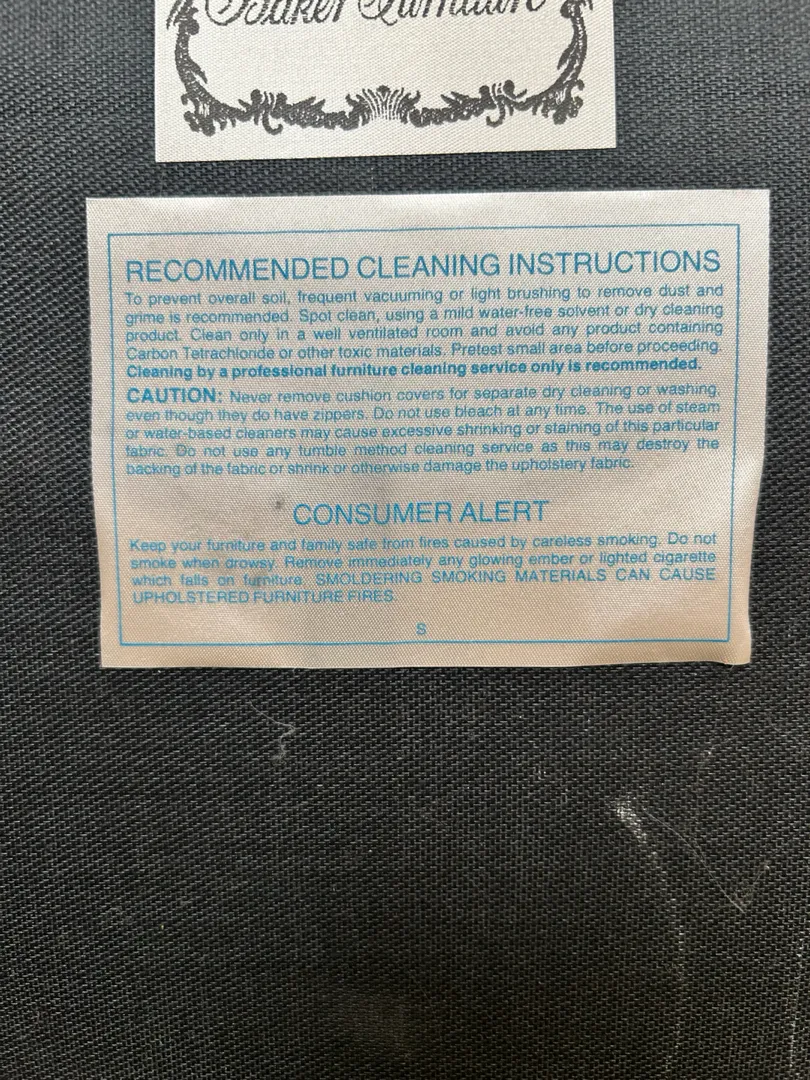 Baker Furniture
RECOMMENDED CLEANING INSTRUCTIONS
To prevent overall soil, frequent vacuuming or light brushing to remove dust and
grime is recommended. Spot clean, using a mild water-free solvent or dry cleaning
product. Clean only in a well ventilated room and avoid any product containing
Carbon Tetrachloride or other toxic materials. Pretest small area before proceeding.
Cleaning by a professional furniture cleaning service only is recommended.
CAUTION: Never remove cushion covers for separate dry cleaning or washing,
even though they do have zippers. Do not use bleach at any time. The use of steam
or water-based cleaners may cause excessive shrinking or staining of this particular
fabric. Do not use any tumble method cleaning service as this may destroy the
backing of the fabric or shrink or otherwise damage the upholstery fabric.
CONSUMER ALERT
Keep your furniture and family safe from fires caused by careless smoking. Do not
smoke when drowsy. Remove immediately any glowing ember or lighted cigarette
which falls on furniture. SMOLDERING SMOKING MATERIALS CAN CAUSE
UPHOLSTERED FURNITURE FIRES.
S